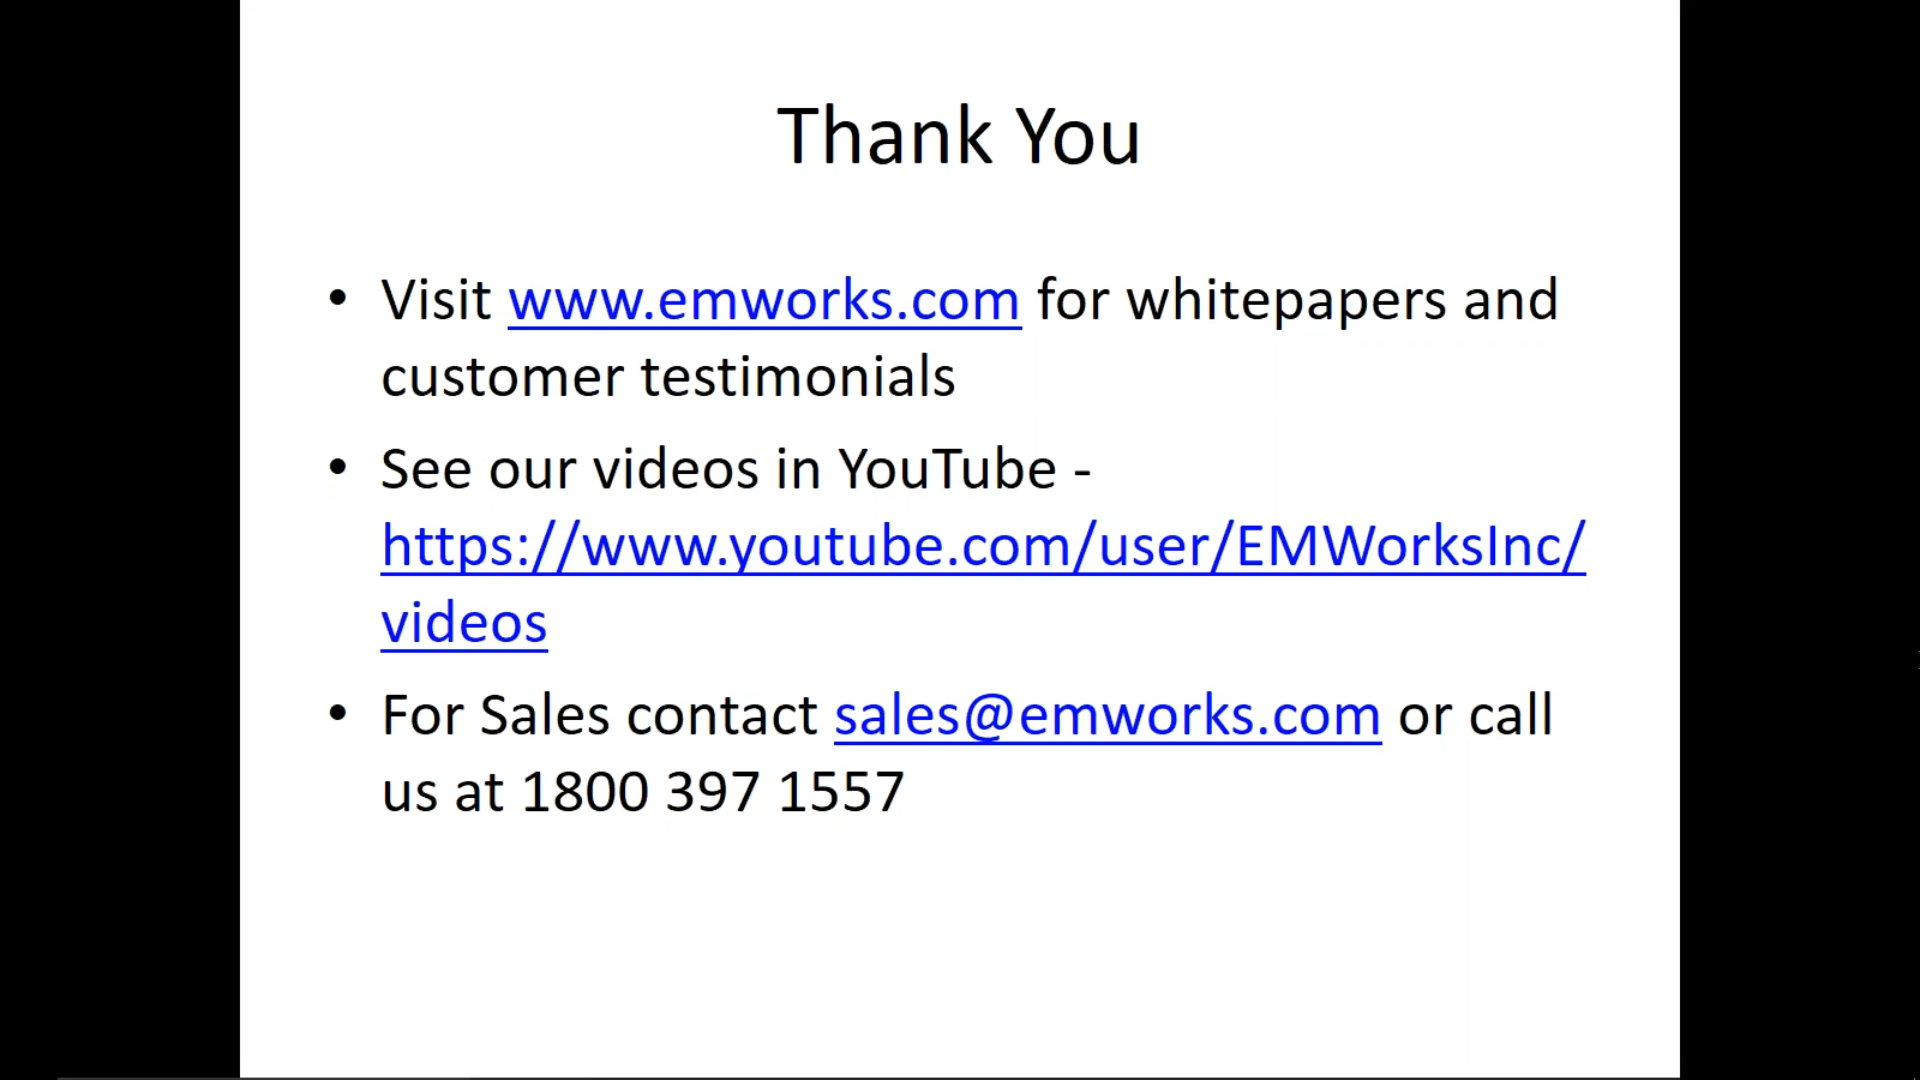 Thank You
• Visit www.emworks.com for whitepapers and
customer testimonials
• See our videos in YouTube -
https://www.youtube.com/user/EMWorksInc/
videos
• For Sales contact sales@emworks.com or call
us at 1800 397 1557